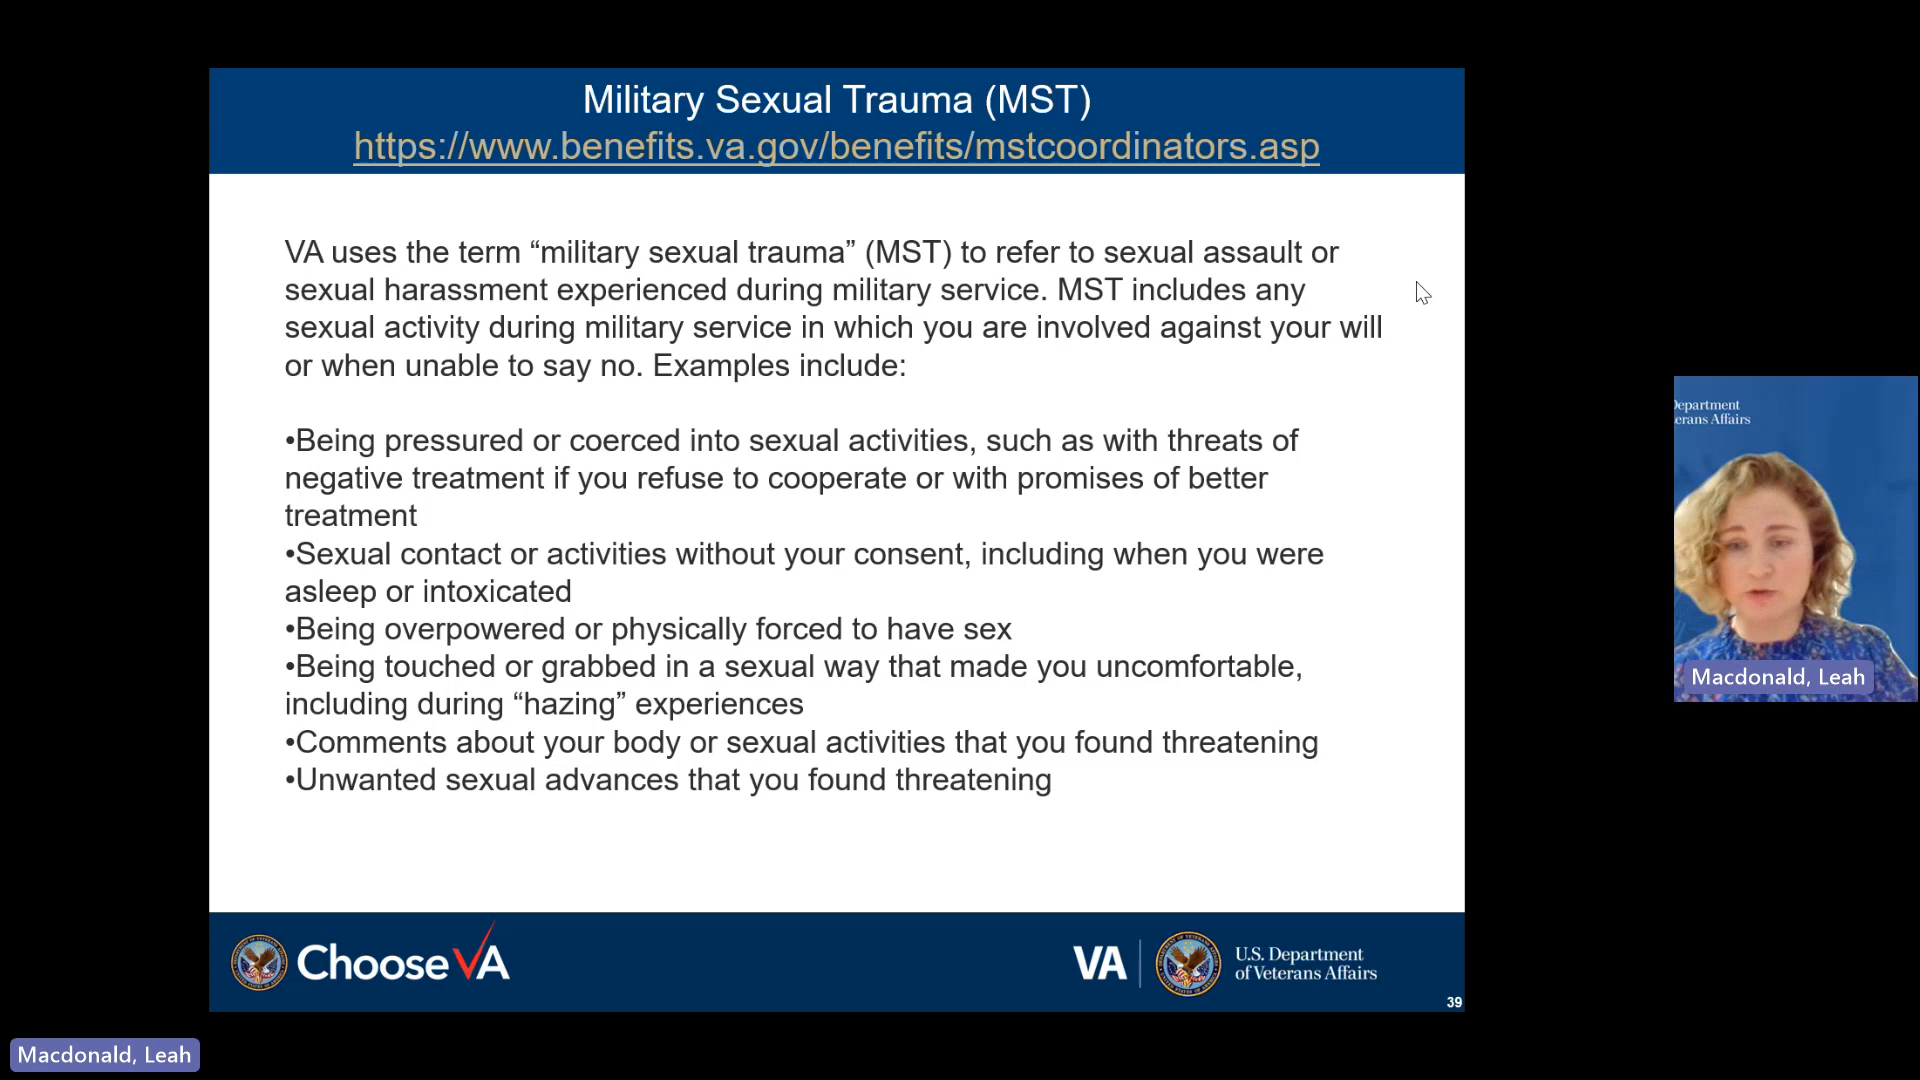 Military Sexual Trauma (MST)
https://www.benefits.va.gov/benefits/mstcoordinators.asp
VA uses the term “military sexual trauma” (MST) to refer to sexual assault or
sexual harassment experienced during military service. MST includes any
sexual activity during military service in which you are involved against your will
or when unable to say no. Examples include:
•Being pressured or coerced into sexual activities, such as with threats of
negative treatment if you refuse to cooperate or with promises of better
treatment
•Sexual contact or activities without your consent, including when you were
asleep or intoxicated
•Being overpowered or physically forced to have sex
•Being touched or grabbed in a sexual way that made you uncomfortable,
including during “hazing” experiences
•Comments about your body or sexual activities that you found threatening
•Unwanted sexual advances that you found threatening
Choose VA
VA
U.S. Department
of Veterans Affairs
39
Department
erans Affairs
Macdonald, Leah
Macdonald, Leah